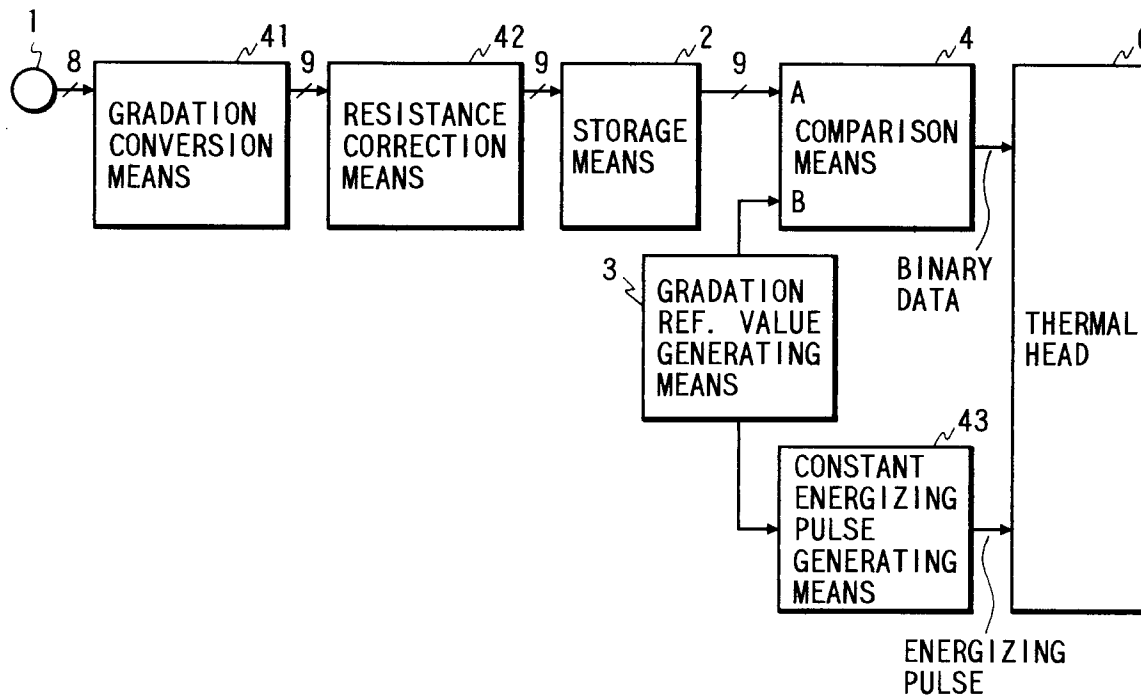 1
8
41
GRADATION
CONVERSION
MEANS
9
42
RESISTANCE
CORRECTION
MEANS
9
2
STORAGE
MEANS
9
4
A
COMPARISON
MEANS
B
BINARY
DATA
3
GRADATION
REF. VALUE
GENERATING
MEANS
43
CONSTANT
ENERGIZING
PULSE
GENERATING
MEANS
ENERGIZING
PULSE
THERMAL
HEAD